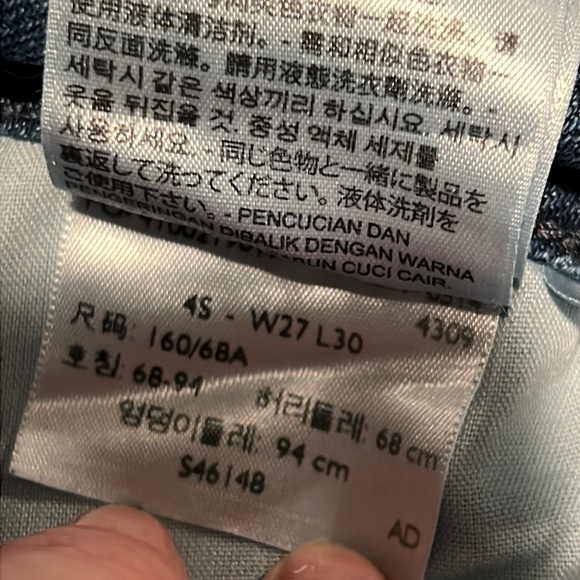 使用液体清洁剂。- 需和相似色衣物一
同反面洗滌。請用液態洗衣劑洗滌。-
세탁시 같은 색상끼리 하십시요. 세탁시
옷을 뒤집을 것. 중성 액체 세제를
사용하세요. - 同じ色物と一緒に製品を
裏返して洗ってください。液体洗剤を
ご使用下さい。- PENCUCIAN DAN
PENGERINGAN DIBALIK DENGAN WARNA
CUCI CAIR.
4S - W27 L30 4309
尺码: 160/68A
호칭: 68-94 허리둘레: 68 cm
엉덩이둘레: 94 cm
S46148
AD